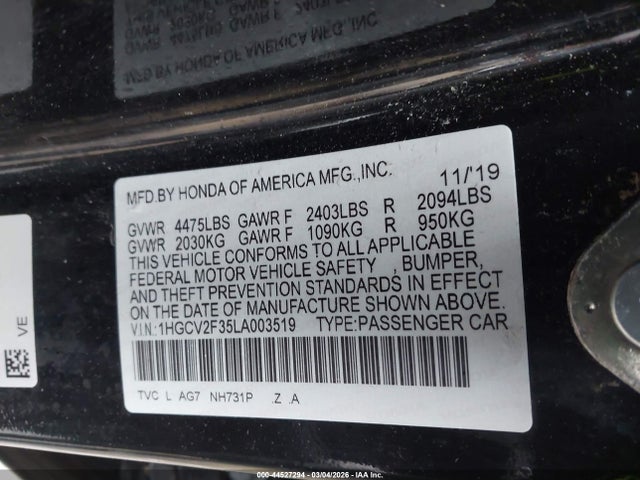 MFD.BY HONDA OF AMERICA MFG.,INC. 11/'19
GVWR 4475LBS GAWR F 2403LBS R 2094LBS
GVWR 2030KG GAWR F 1090KG R 950KG
THIS VEHICLE CONFORMS TO ALL APPLICABLE
FEDERAL MOTOR VEHICLE SAFETY , BUMPER,
AND THEFT PREVENTION STANDARDS IN EFFECT
ON THE DATE OF MANUFACTURE SHOWN ABOVE.
VIN:1HGCV2F35LA003519 TYPE:PASSENGER CAR
TVC L AG7 NH731P .Z .A
VE
000-44527294 - 03/04/2026 - IAA Inc.